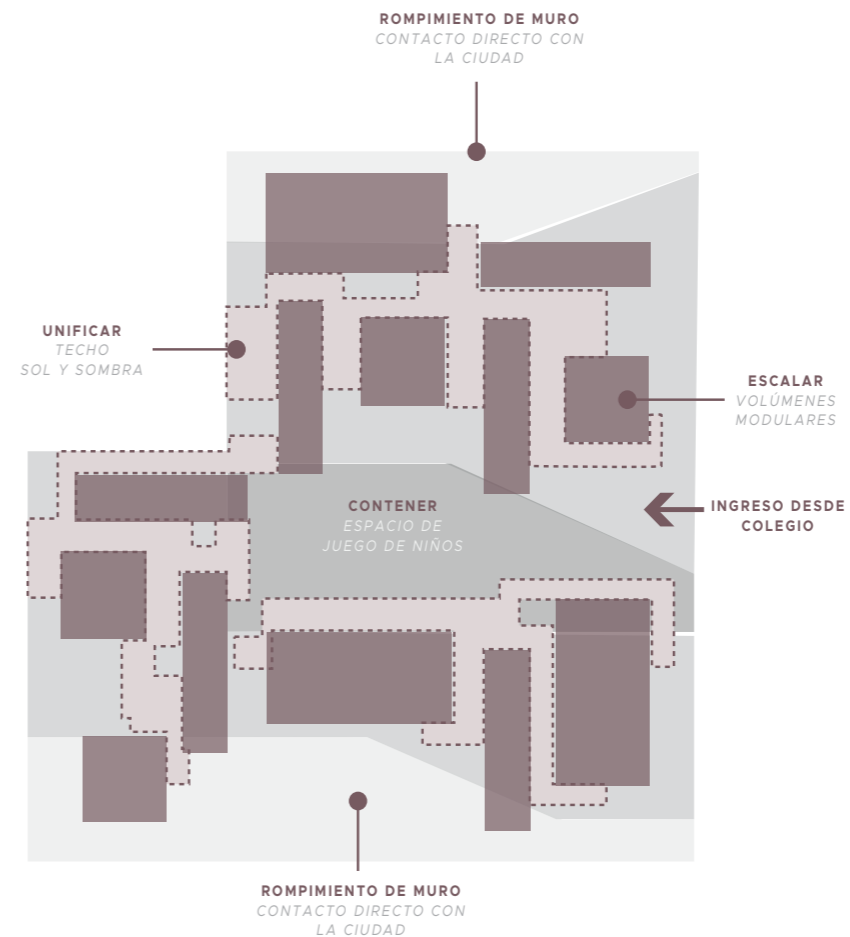 ROMPIMIENTO DE MURO
CONTACTO DIRECTO CON
LA CIUDAD
UNIFICAR
TECHO
SOL Y SOMBRA
ESCALAR
VOLÚMENES
MODULARES
CONTENER
ESPACIO DE
JUEGO DE NIÑOS
INGRESO DESDE
COLEGIO
ROMPIMIENTO DE MURO
CONTACTO DIRECTO CON
LA CIUDAD